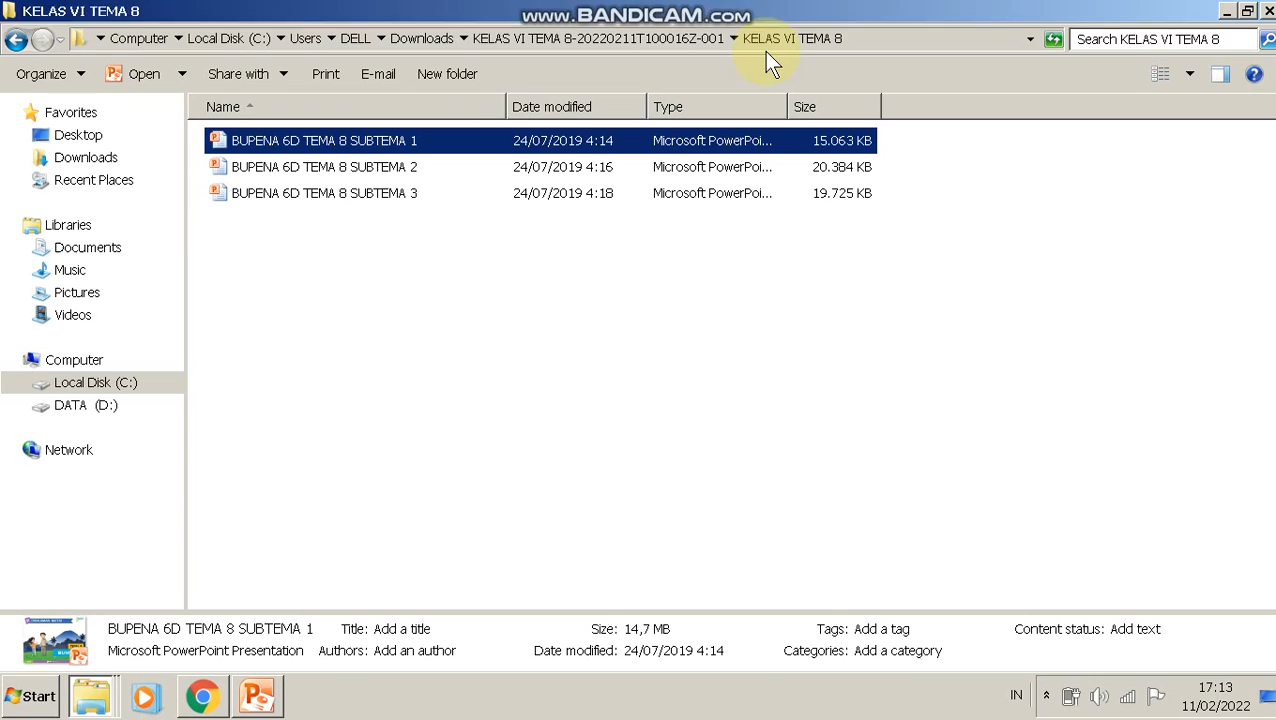 KELAS VI TEMA 8
www.BANDICAM.com
Computer Local Disk (C:) Users DELL Downloads KELAS VI TEMA 8-20220211T100016Z-001 KELAS VI TEMA 8 Search KELAS VI TEMA 8
Organize Open Share with Print E-mail New folder
Name Date modified Type Size
Favorites
Desktop
Downloads
Recent Places
Libraries
Documents
Music
Pictures
Videos
Computer
Local Disk (C:)
DATA (D:)
Network
BUPENA 6D TEMA 8 SUBTEMA 1 24/07/2019 4:14 Microsoft PowerPoi... 15.063 KB
BUPENA 6D TEMA 8 SUBTEMA 2 24/07/2019 4:16 Microsoft PowerPoi... 20.384 KB
BUPENA 6D TEMA 8 SUBTEMA 3 24/07/2019 4:18 Microsoft PowerPoi... 19.725 KB
BUPENA 6D TEMA 8 SUBTEMA 1 Title: Add a title Size: 14,7 MB Tags: Add a tag Content status: Add text
Microsoft PowerPoint Presentation Authors: Add an author Date modified: 24/07/2019 4:14 Categories: Add a category
Start IN 17:13
11/02/2022